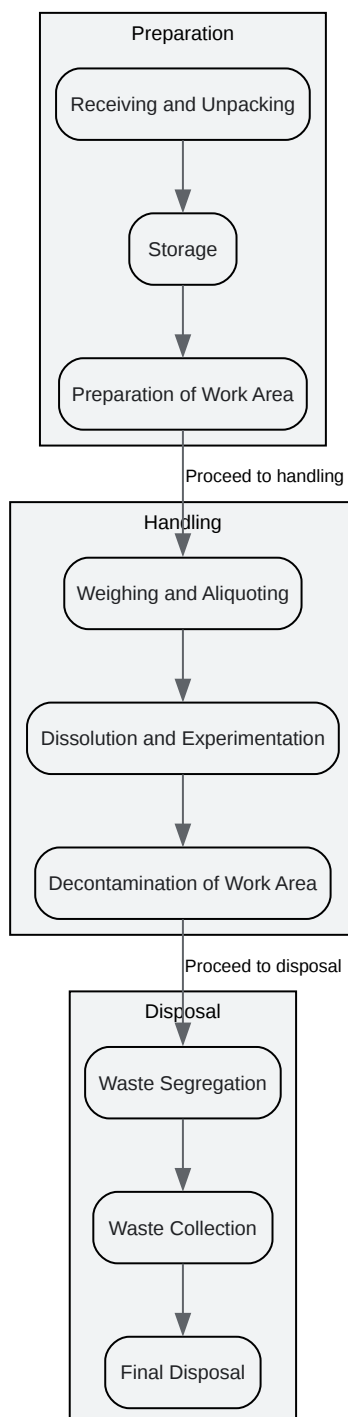 Preparation
Receiving and Unpacking
Storage
Preparation of Work Area
Proceed to handling
Handling
Weighing and Aliquoting
Dissolution and Experimentation
Decontamination of Work Area
Proceed to disposal
Disposal
Waste Segregation
Waste Collection
Final Disposal